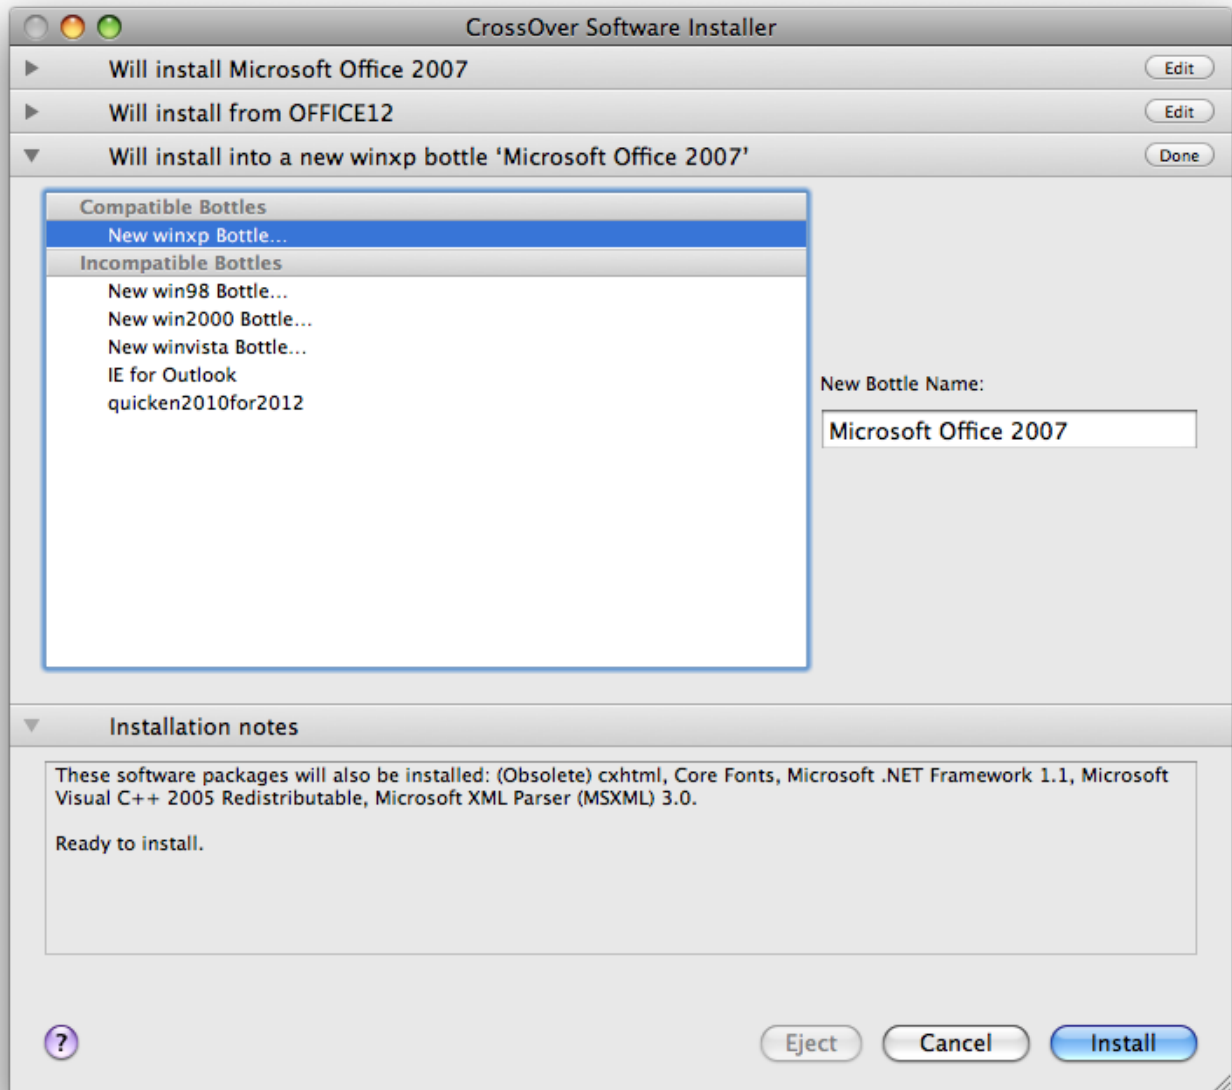 CrossOver Software Installer
Will install Microsoft Office 2007
Edit
Will install from OFFICE12
Edit
Will install into a new winxp bottle ‘Microsoft Office 2007’
Done
Compatible Bottles
New winxp Bottle...
Incompatible Bottles
New win98 Bottle...
New win2000 Bottle...
New winvista Bottle...
IE for Outlook
quicken2010for2012
New Bottle Name:
Microsoft Office 2007
Installation notes
These software packages will also be installed: (Obsolete) cxhtml, Core Fonts, Microsoft .NET Framework 1.1, Microsoft
Visual C++ 2005 Redistributable, Microsoft XML Parser (MSXML) 3.0.
Ready to install.
?
Eject
Cancel
Install